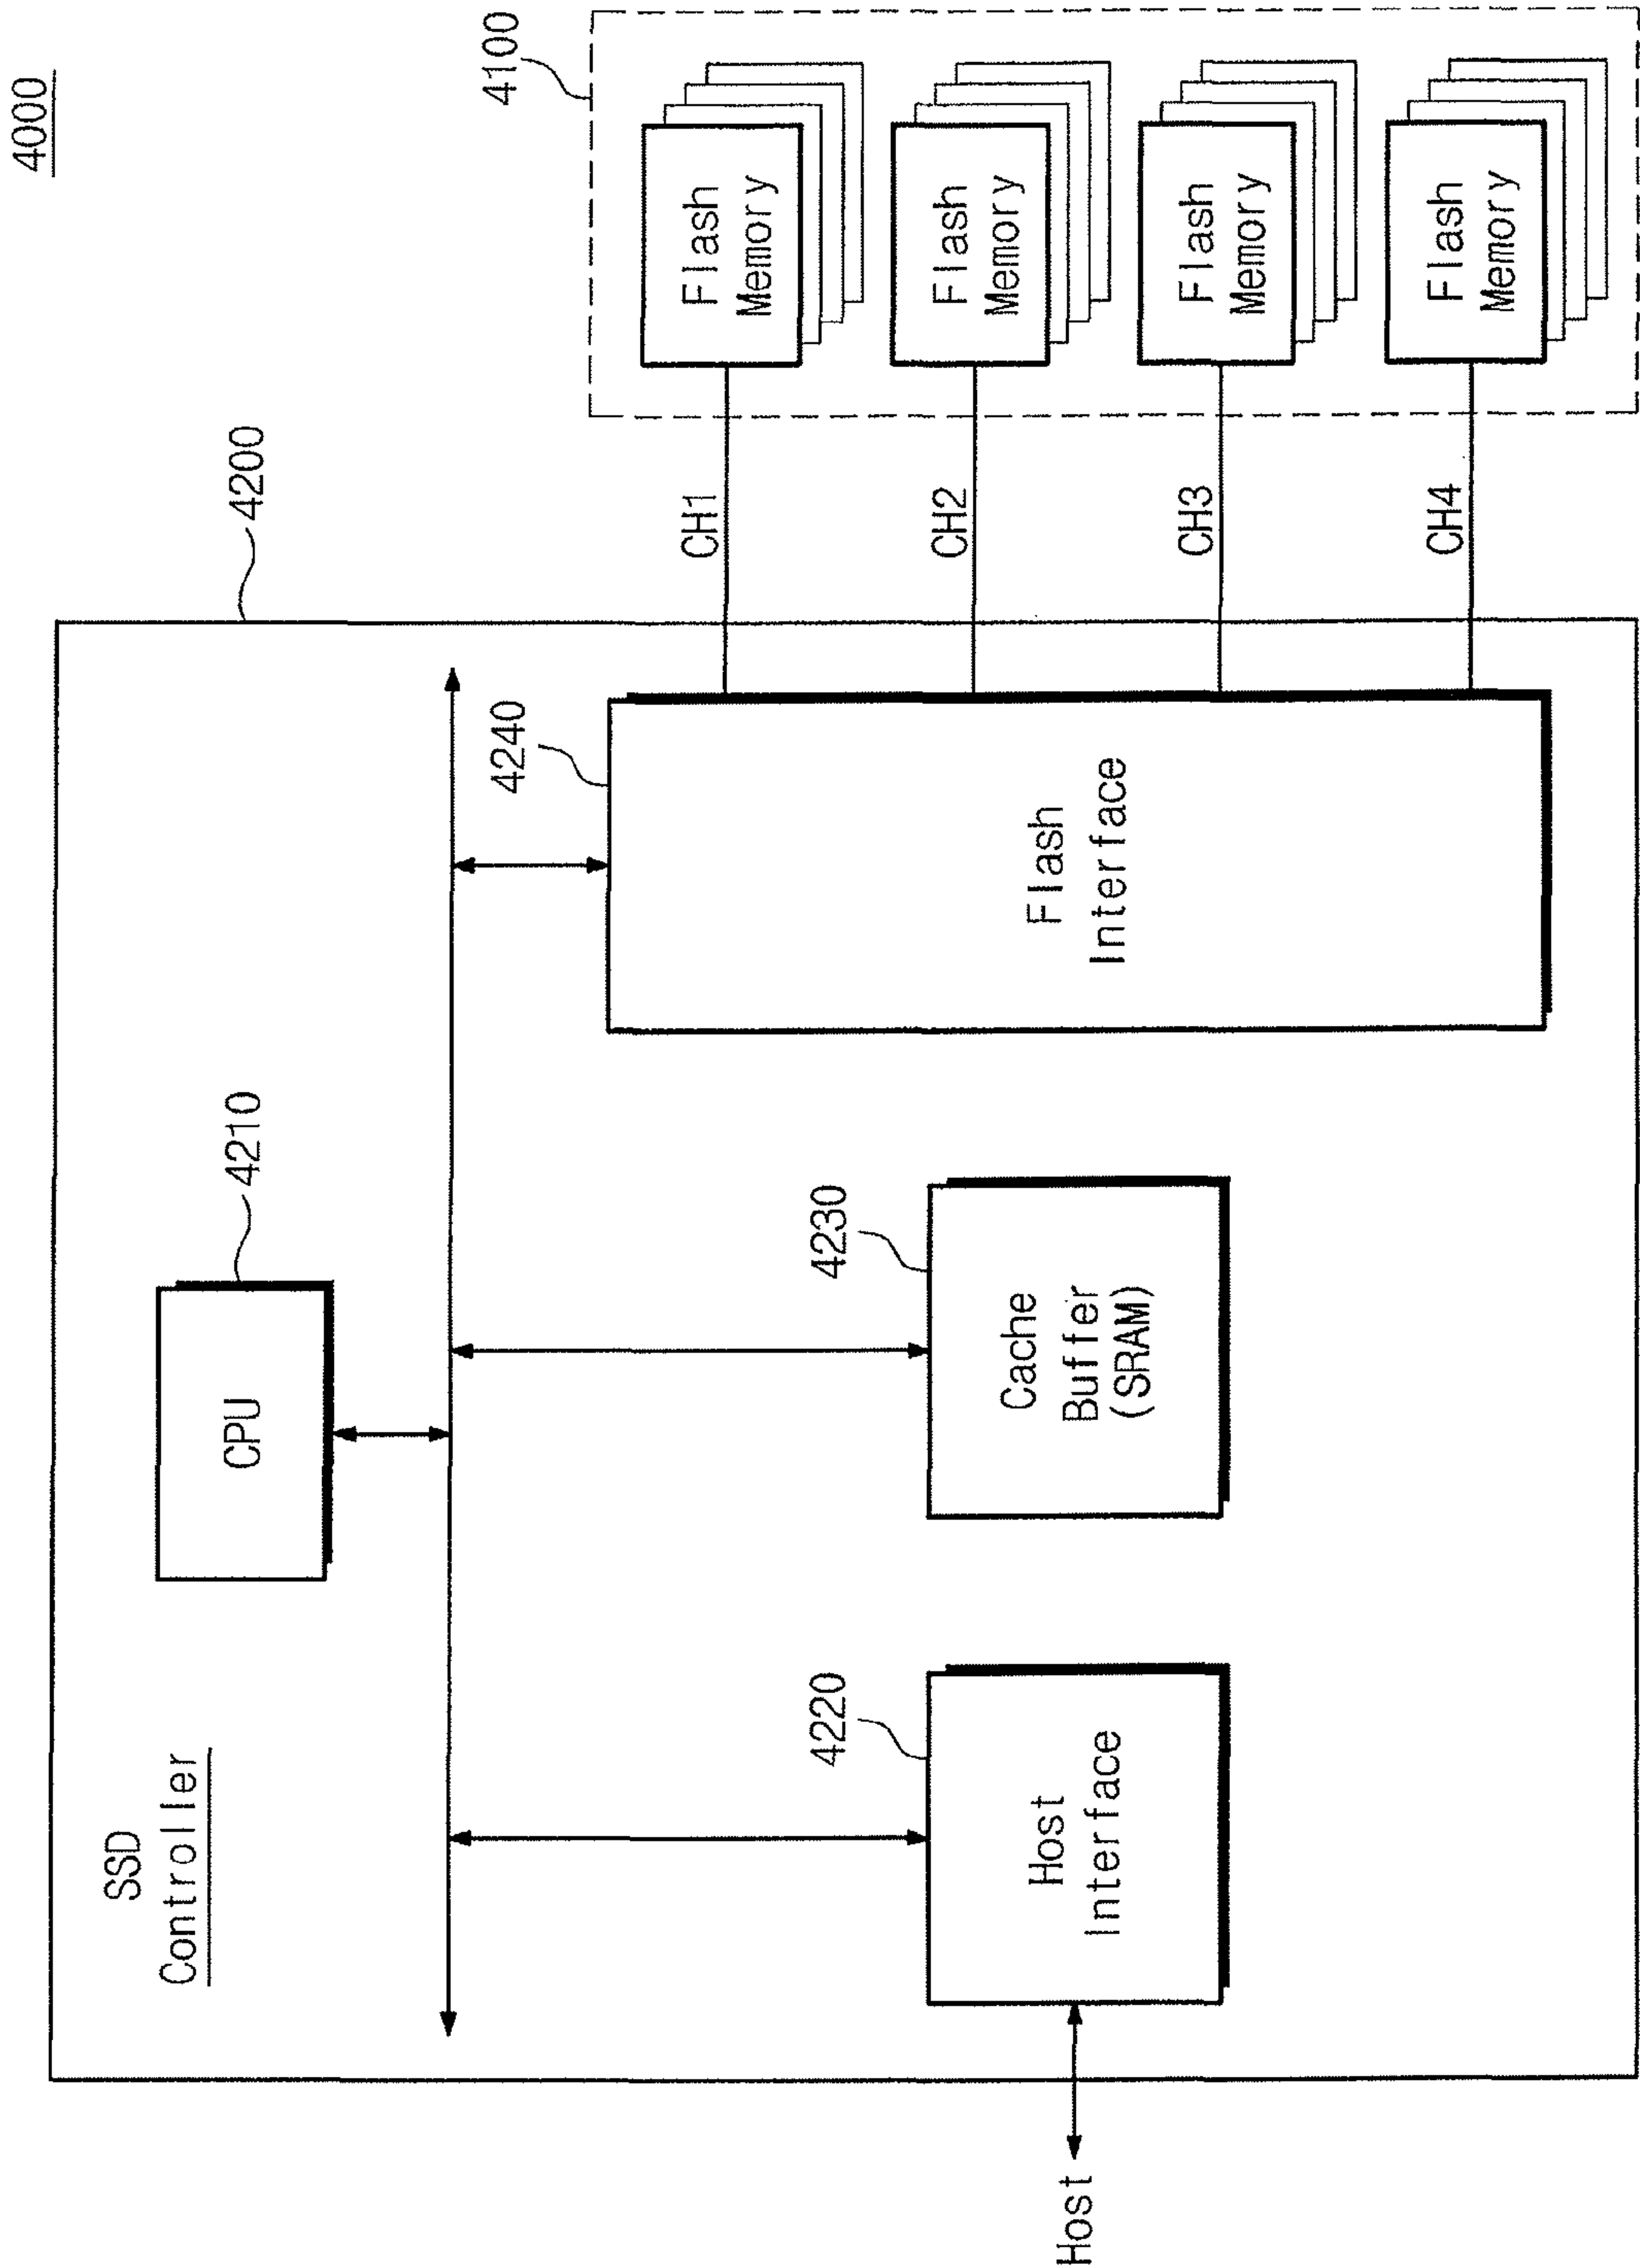 4000
SSD
Controller
4200
CPU
4210
4100
4220
Host
Interface
4230
Cache
Buffer
(SRAM)
4240
Flash
Interface
CH1
Flash
Memory
CH2
Flash
Memory
CH3
Flash
Memory
CH4
Flash
Memory
Host